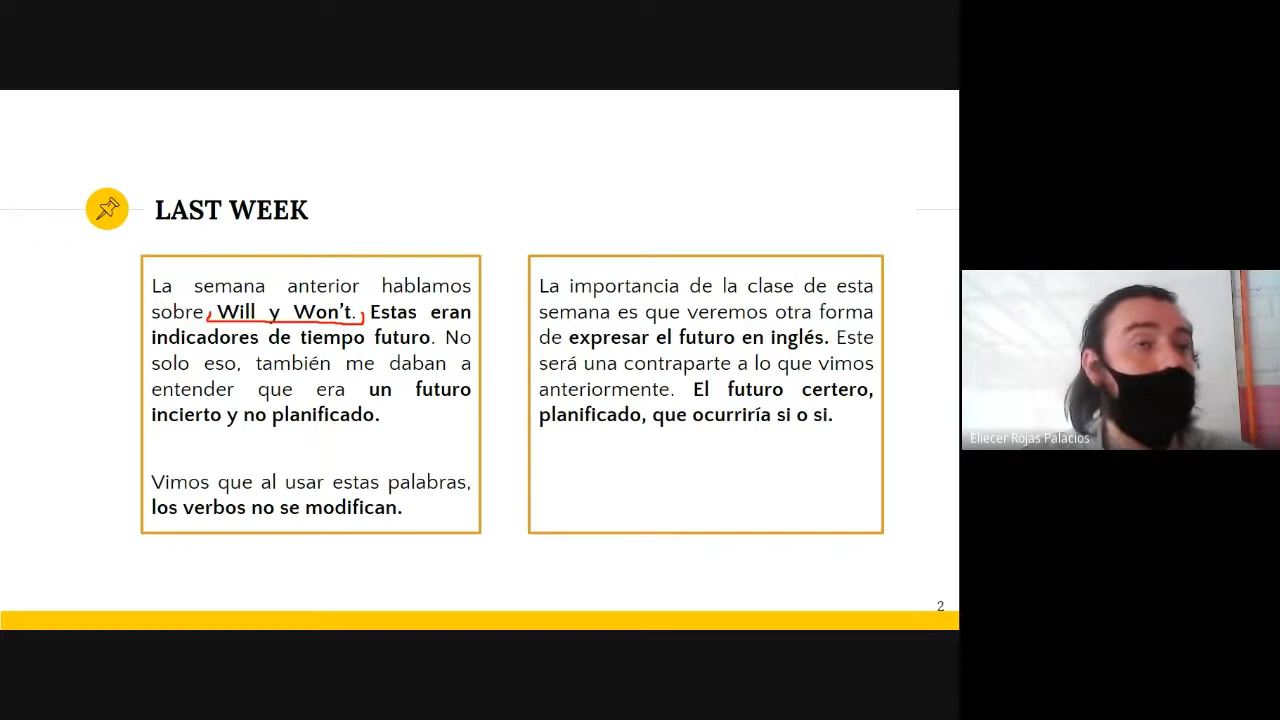 LAST WEEK
La semana anterior hablamos
sobre Will y Won't. Estas eran
indicadores de tiempo futuro. No
solo eso, también me daban a
entender que era un futuro
incierto y no planificado.
Vimos que al usar estas palabras,
los verbos no se modifican.
La importancia de la clase de esta
semana es que veremos otra forma
de expresar el futuro en inglés. Este
será una contraparte a lo que vimos
anteriormente. El futuro certero,
planificado, que ocurriría si o si.
2
Eliecer Rojas Palacios